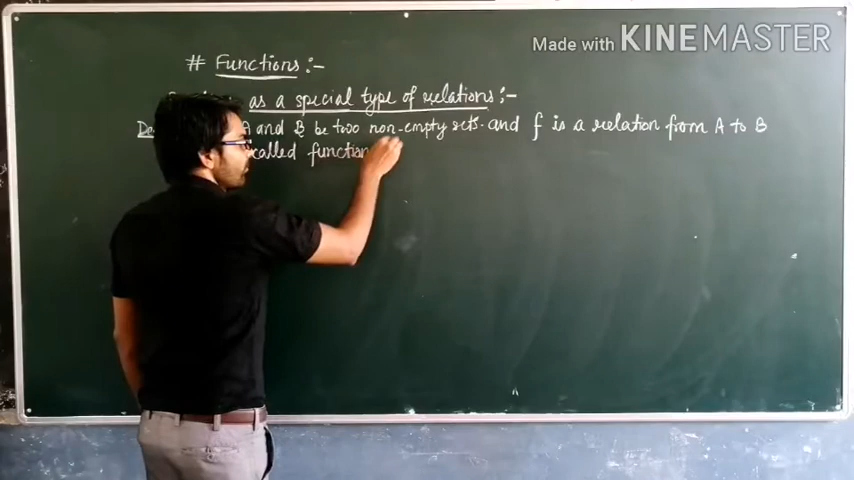 Made with KINEMASTER
# Functions :-
as a special type of relations :-
A and B be two non-empty sets. and f is a relation from A to B
called function